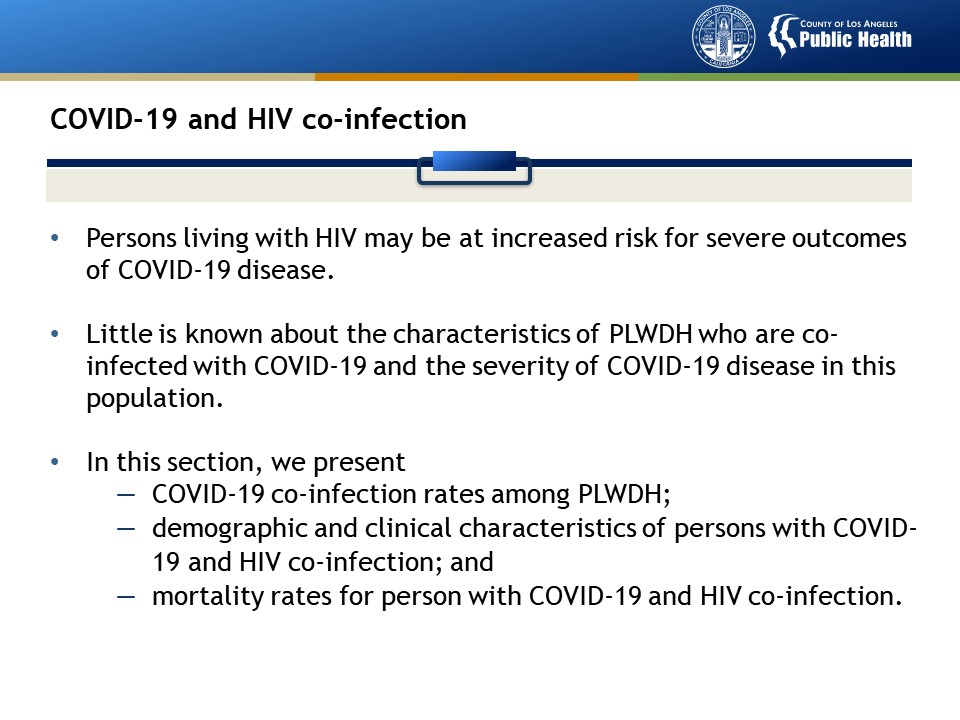 COUNTY OF LOS ANGELES
Public Health
COVID-19 and HIV co-infection
• Persons living with HIV may be at increased risk for severe outcomes
of COVID-19 disease.
• Little is known about the characteristics of PLWDH who are co-
infected with COVID-19 and the severity of COVID-19 disease in this
population.
• In this section, we present
— COVID-19 co-infection rates among PLWDH;
— demographic and clinical characteristics of persons with COVID-
19 and HIV co-infection; and
— mortality rates for person with COVID-19 and HIV co-infection.